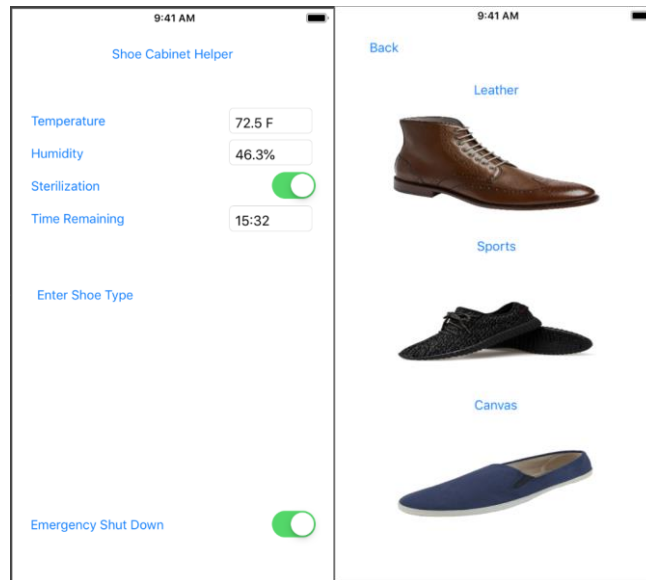 9:41 AM
Shoe Cabinet Helper
Temperature
72.5 F
Humidity
46.3%
Sterilization
Time Remaining
15:32
Enter Shoe Type
Emergency Shut Down
9:41 AM
Back
Leather
Sports
Canvas